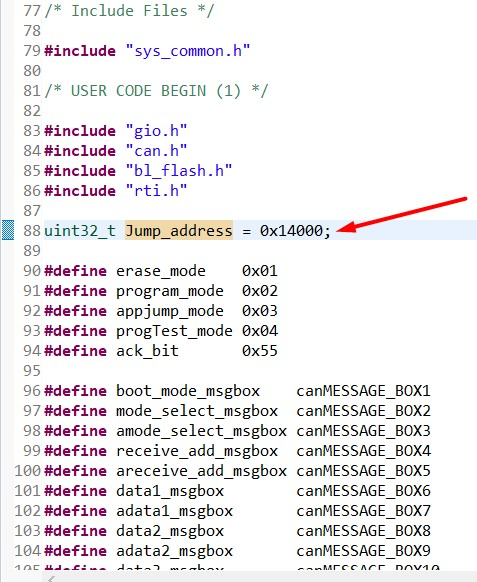 77 /* Include Files */
78
79 #include "sys_common.h"
80
81 /* USER CODE BEGIN (1) */
82
83 #include "gio.h"
84 #include "can.h"
85 #include "bl_flash.h"
86 #include "rti.h"
87
88 uint32_t Jump_address = 0x14000;
89
90 #define erase_mode    0x01
91 #define program_mode  0x02
92 #define appjump_mode  0x03
93 #define progTest_mode 0x04
94 #define ack_bit       0x55
95
96 #define boot_mode_msgbox    canMESSAGE_BOX1
97 #define mode_select_msgbox  canMESSAGE_BOX2
98 #define amode_select_msgbox canMESSAGE_BOX3
99 #define receive_add_msgbox  canMESSAGE_BOX4
100 #define areceive_add_msgbox canMESSAGE_BOX5
101 #define data1_msgbox        canMESSAGE_BOX6
102 #define adata1_msgbox       canMESSAGE_BOX7
103 #define data2_msgbox        canMESSAGE_BOX8
104 #define adata2_msgbox       canMESSAGE_BOX9
105 #define data3_msgbox        canMESSAGE_BOX10